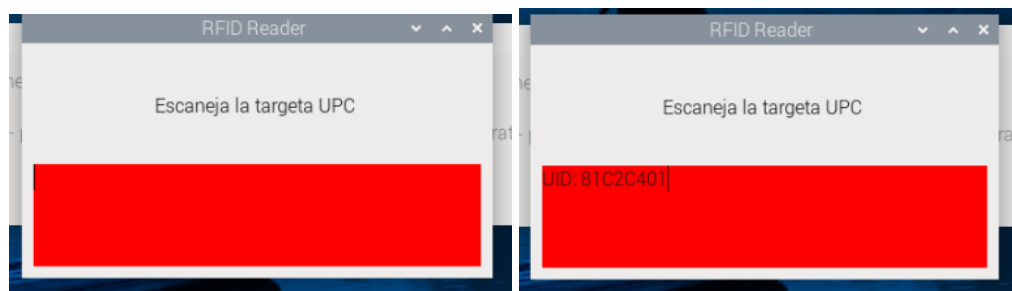 RFID Reader
Escaneja la targeta UPC
RFID Reader
Escaneja la targeta UPC
UID: 81C2C401